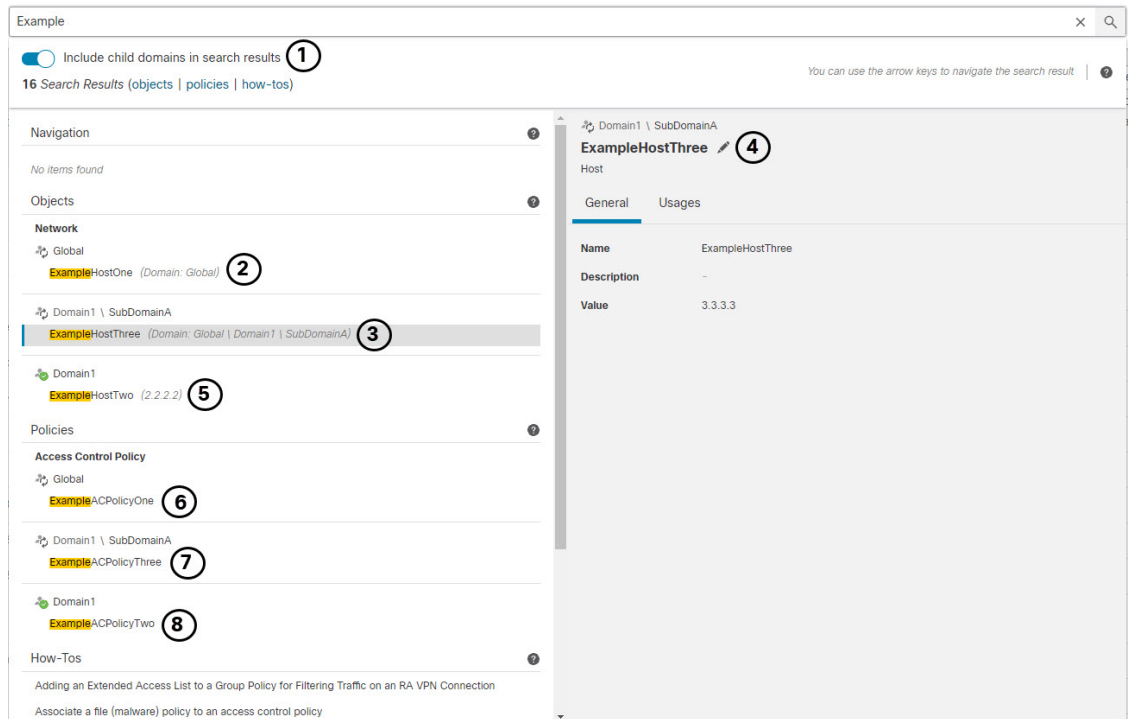 Example
Include child domains in search results 1
16 Search Results (objects | policies | how-tos)
You can use the arrow keys to navigate the search result
Navigation
No items found
Objects
Network
Global
ExampleHostOne (Domain: Global) 2
Domain1 \ SubDomainA
ExampleHostThree (Domain: Global \ Domain1 \ SubDomainA) 3
Domain1
ExampleHostTwo (2.2.2.2) 5
Policies
Access Control Policy
Global
ExampleACPolicyOne 6
Domain1 \ SubDomainA
ExampleACPolicyThree 7
Domain1
ExampleACPolicyTwo 8
How-Tos
Adding an Extended Access List to a Group Policy for Filtering Traffic on an RA VPN Connection
Associate a file (malware) policy to an access control policy
Domain1 \ SubDomainA
ExampleHostThree 4
Host
General Usages
Name ExampleHostThree
Description –
Value 3.3.3.3